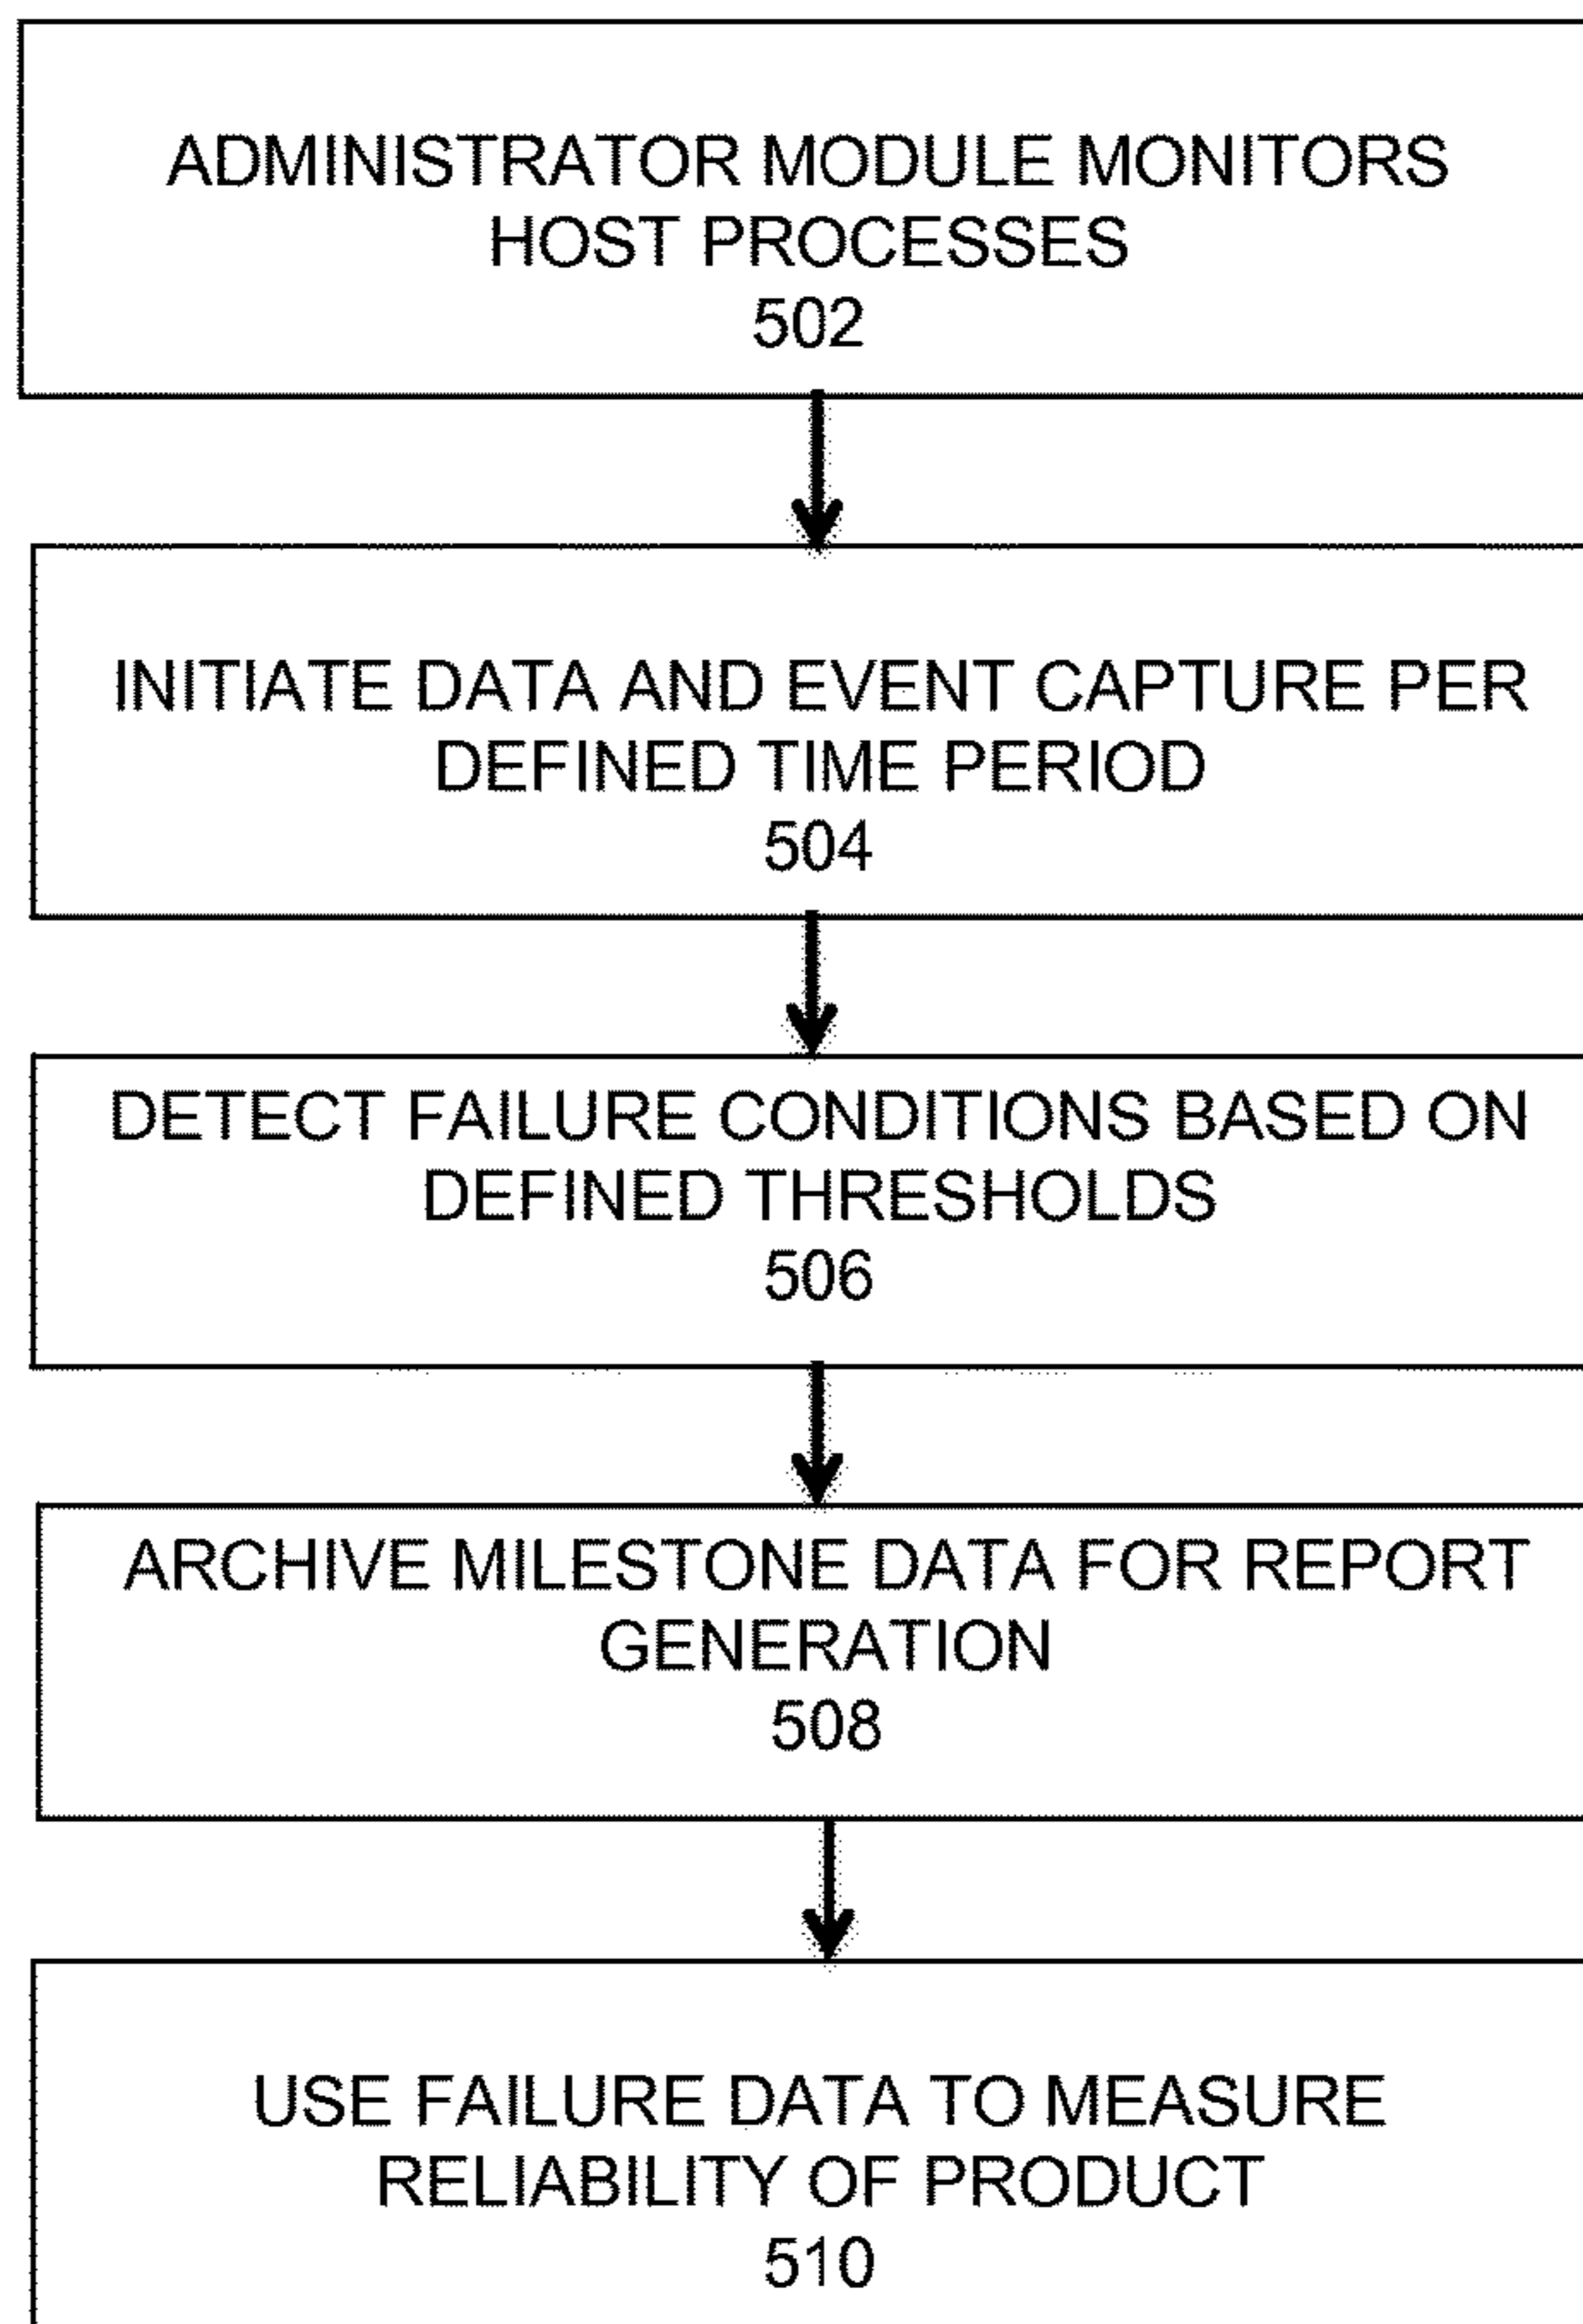 ADMINISTRATOR MODULE MONITORS
HOST PROCESSES
502
INITIATE DATA AND EVENT CAPTURE PER
DEFINED TIME PERIOD
504
DETECT FAILURE CONDITIONS BASED ON
DEFINED THRESHOLDS
506
ARCHIVE MILESTONE DATA FOR REPORT
GENERATION
508
USE FAILURE DATA TO MEASURE
RELIABILITY OF PRODUCT
510